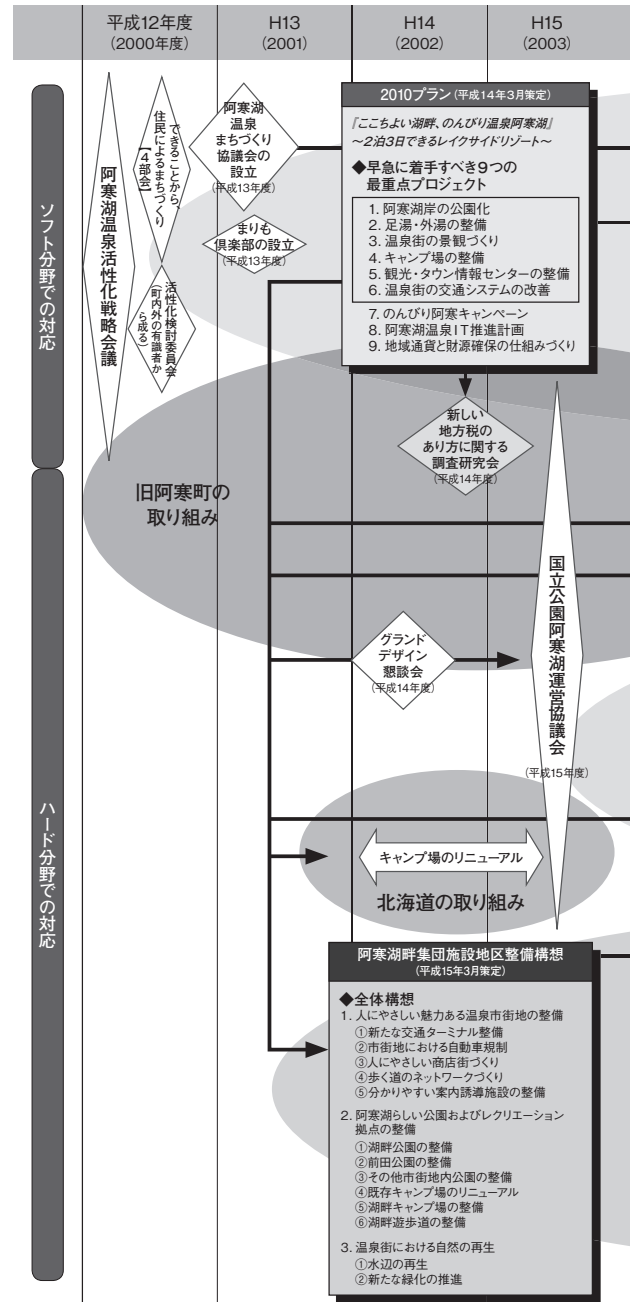 平成12年度
(2000年度)
H13
(2001)
H14
(2002)
H15
(2003)
ソフト分野での対応
ハード分野での対応
阿寒湖温泉活性化戦略会議
できることから、
住民によるまちづくり
【4部会】
活性化検討委員会
(町内外の有識者か
ら成る)
阿寒湖
温泉
まちづくり
協議会の
設立
(平成13年度)
まりも
倶楽部の設立
(平成13年度)
2010プラン(平成14年3月策定)
『ここちよい湖畔、のんびり温泉阿寒湖』
〜2泊3日できるレイクサイドリゾート〜
◆早急に着手すべき9つの
最重点プロジェクト
1. 阿寒湖岸の公園化
2. 足湯・外湯の整備
3. 温泉街の景観づくり
4. キャンプ場の整備
5. 観光・タウン情報センターの整備
6. 温泉街の交通システムの改善
7. のんびり阿寒キャンペーン
8. 阿寒湖温泉IT推進計画
9. 地域通貨と財源確保の仕組みづくり
新しい
地方税の
あり方に関する
調査研究会
(平成14年度)
旧阿寒町の
取り組み
グランド
デザイン
懇談会
(平成14年度)
国立公園阿寒湖運営協議会
(平成15年度)
キャンプ場のリニューアル
北海道の取り組み
阿寒湖畔集団施設地区整備構想
(平成15年3月策定)
◆全体構想
1. 人にやさしい魅力ある温泉市街地の整備
①新たな交通ターミナル整備
②市街地における自動車規制
③人にやさしい商店街づくり
④歩く道のネットワークづくり
⑤分かりやすい案内誘導施設の整備
2. 阿寒湖らしい公園およびレクリエーション
拠点の整備
①湖畔公園の整備
②前田公園の整備
③その他市街地内公園の整備
④既存キャンプ場のリニューアル
⑤湖畔キャンプ場の整備
⑥湖畔遊歩道の整備
3. 温泉街における自然の再生
①水辺の再生
②新たな緑化の推進